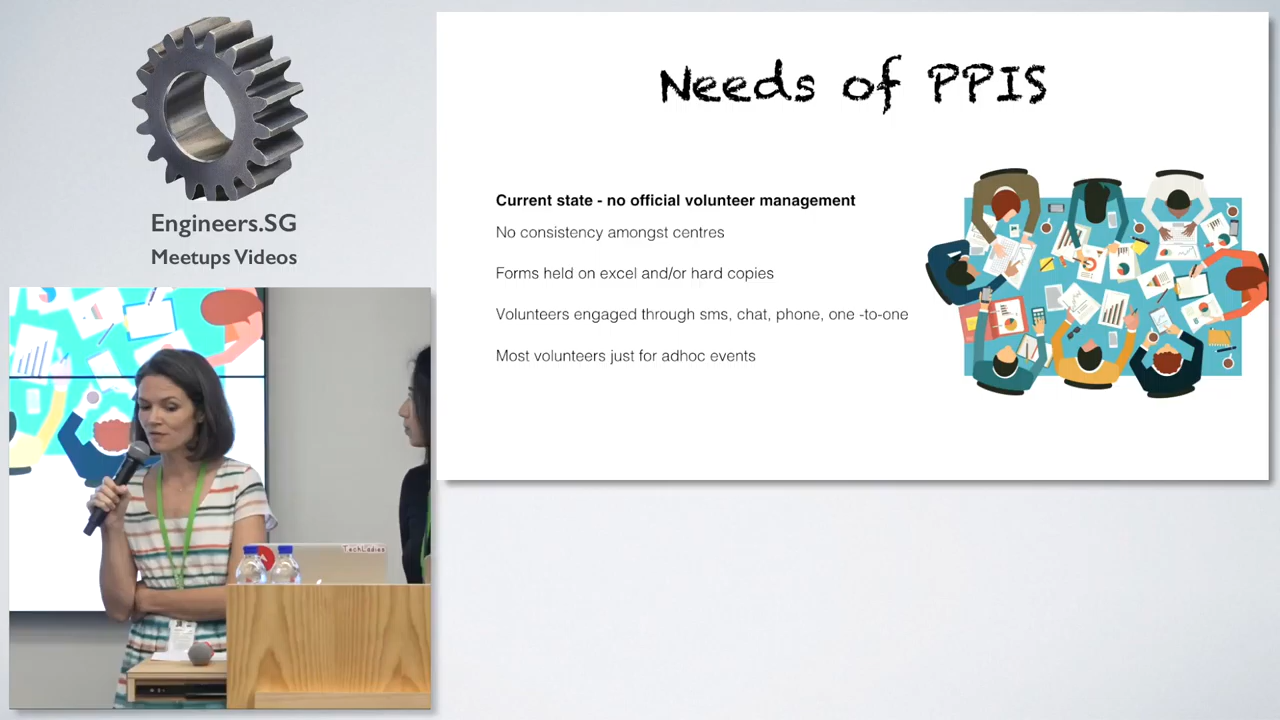 Engineers.SG
Meetups Videos
TechLadies
Needs of PPIS
Current state - no official volunteer management
No consistency amongst centres
Forms held on excel and/or hard copies
Volunteers engaged through sms, chat, phone, one -to-one
Most volunteers just for adhoc events